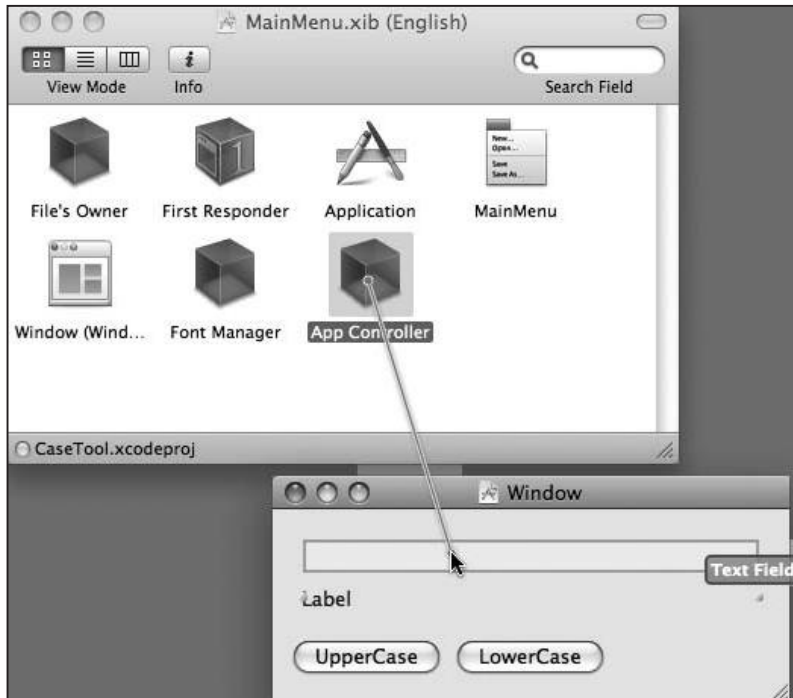 MainMenu.xib (English)
View Mode
Info
Search Field
New...
Open...
Save
Save As...
1
File's Owner
First Responder
Application
MainMenu
Window (Wind...
Font Manager
App Controller
CaseTool.xcodeproj
Window
Text Field
Label
UpperCase
LowerCase